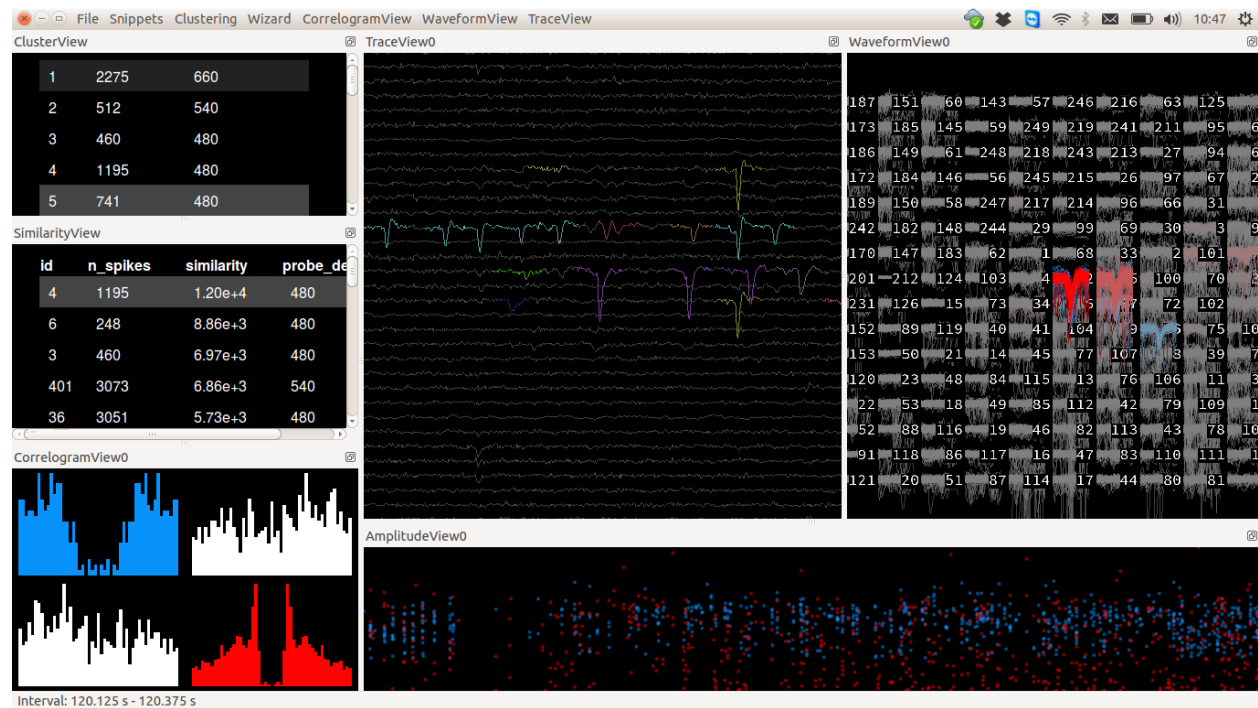 File Snippets Clustering Wizard CorrelogramView WaveformView TraceView 10:47
ClusterView
1 2275 660
2 512 540
3 460 480
4 1195 480
5 741 480
SimilarityView
id n_spikes similarity probe_de
4 1195 1.20e+4 480
6 248 8.86e+3 480
3 460 6.97e+3 480
401 3073 6.86e+3 540
36 3051 5.73e+3 480
CorrelogramView0
TraceView0
WaveformView0
187 151 60 143 57 246 216 63 125
173 185 145 59 249 219 241 211 95
186 149 61 248 218 243 213 27 94
172 184 146 56 245 215 26 97 67
189 150 58 247 217 214 96 66 31
242 182 148 244 29 99 69 30 3
170 147 183 62 1 68 33 2 101
201 212 124 103 4 100 70
231 126 15 73 34 72 102
152 89 119 40 41 104 75
153 50 21 14 45 77 107 8 39
120 23 48 84 115 13 76 106 11
22 53 18 49 85 112 42 79 109
52 88 116 19 46 82 113 43 78
91 118 86 117 16 47 83 110 111
121 20 51 87 114 17 44 80 81
AmplitudeView0
Interval: 120.125 s - 120.375 s